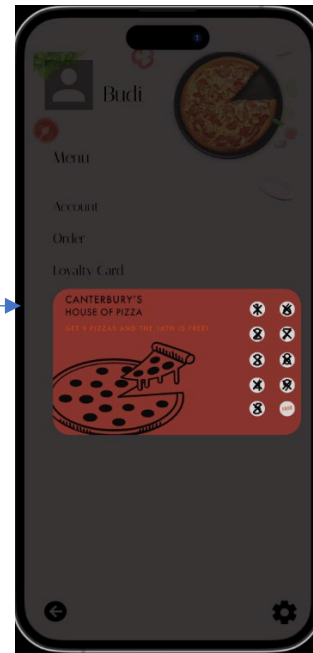 Budi
Menu
Account
Order
Loyalty Card
CANTERBURY'S
HOUSE OF PIZZA
GET 9 PIZZAS AND THE 10TH IS FREE!